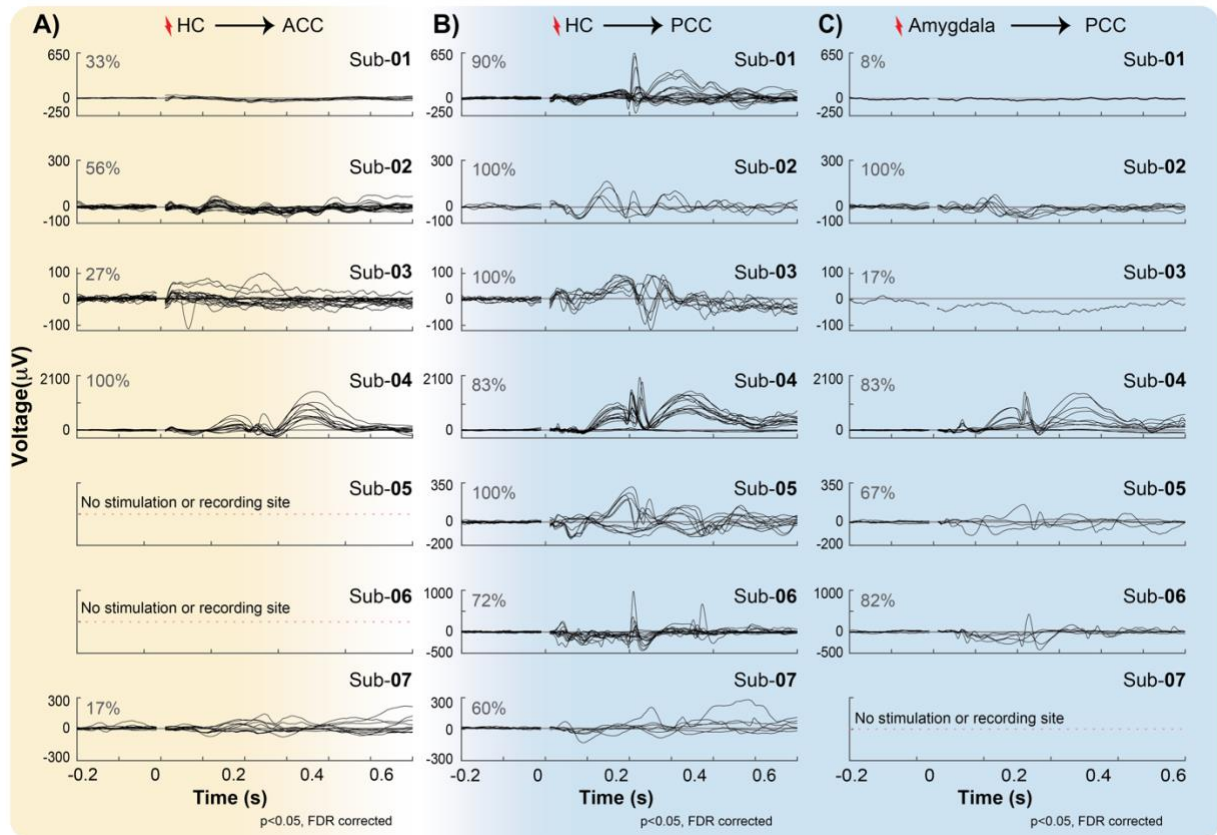 A) HC → ACC
B) HC → PCC
C) Amygdala → PCC
Voltage(μV)
650
0
-250
33%
Sub-01
650
0
-250
90%
Sub-01
650
0
-250
8%
Sub-01
300
0
-100
56%
Sub-02
300
0
-100
100%
Sub-02
300
0
-100
100%
Sub-02
100
0
-100
27%
Sub-03
100
0
-100
100%
Sub-03
100
0
-100
17%
Sub-03
2100
0
100%
Sub-04
2100
0
83%
Sub-04
2100
0
83%
Sub-04
Sub-05
No stimulation or recording site
350
0
-200
100%
Sub-05
350
0
-200
67%
Sub-05
Sub-06
No stimulation or recording site
1000
0
-500
72%
Sub-06
1000
0
-500
82%
Sub-06
300
0
-300
17%
Sub-07
300
0
-300
60%
Sub-07
Sub-07
No stimulation or recording site
-0.2 0 0.2 0.4 0.6
-0.2 0 0.2 0.4 0.6
-0.2 0 0.2 0.4 0.6
Time (s)
Time (s)
Time (s)
p<0.05, FDR corrected
p<0.05, FDR corrected
p<0.05, FDR corrected